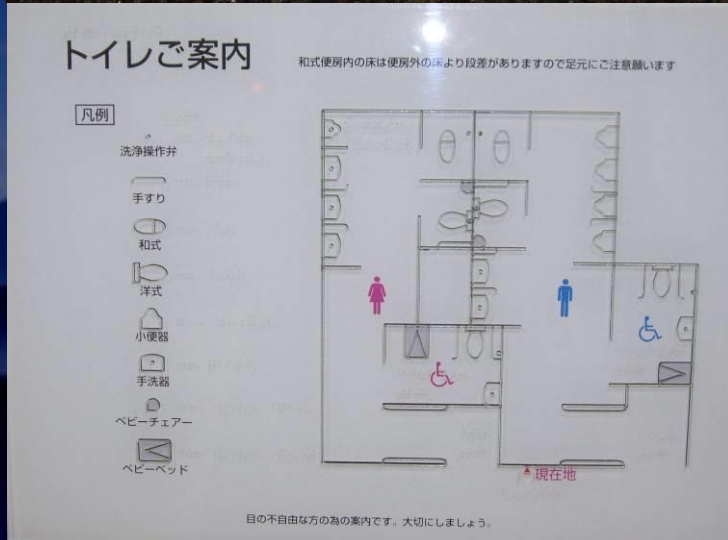 トイレご案内
和式便房内の床は便房外の床より段差がありますので足元にご注意願います
凡例
洗浄操作弁
手すり
和式
洋式
小便器
手洗器
ベビーチェアー
ベビーベッド
現在地
目の不自由な方の為の案内です。大切にしましょう。